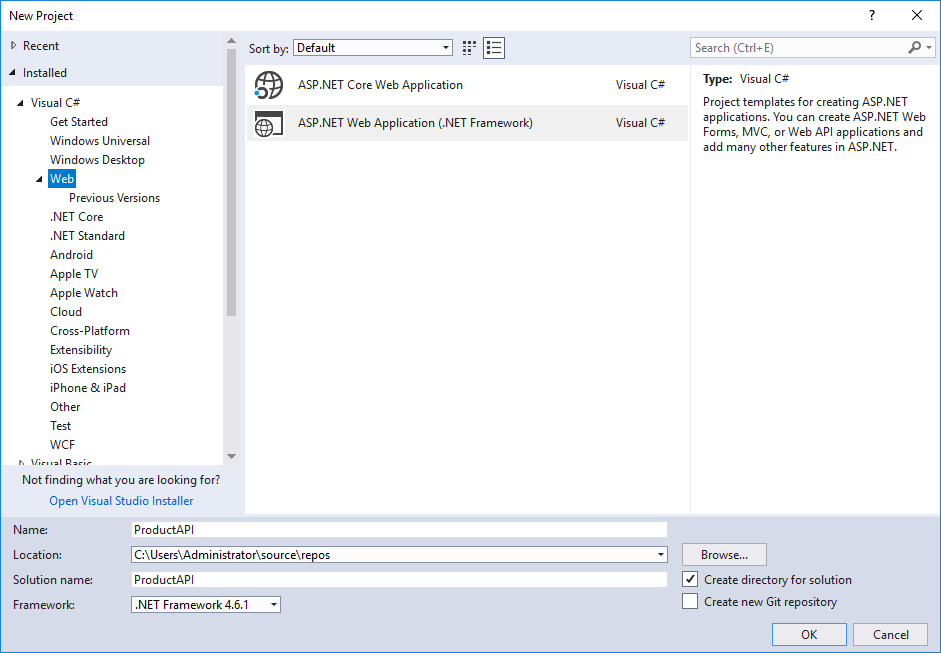 New Project
?
Recent
Installed
Visual C#
Get Started
Windows Universal
Windows Desktop
Web
Previous Versions
.NET Core
.NET Standard
Android
Apple TV
Apple Watch
Cloud
Cross-Platform
Extensibility
iOS Extensions
iPhone & iPad
Other
Test
WCF
Visual Basic
Not finding what you are looking for?
Open Visual Studio Installer
Sort by: Default
ASP.NET Core Web Application Visual C#
ASP.NET Web Application (.NET Framework) Visual C#
Search (Ctrl+E)
Type: Visual C#
Project templates for creating ASP.NET
applications. You can create ASP.NET Web
Forms, MVC, or Web API applications and
add many other features in ASP.NET.
Name: ProductAPI
Location: C:\Users\Administrator\source\repos Browse...
Solution name: ProductAPI Create directory for solution
Framework: .NET Framework 4.6.1 Create new Git repository
OK Cancel